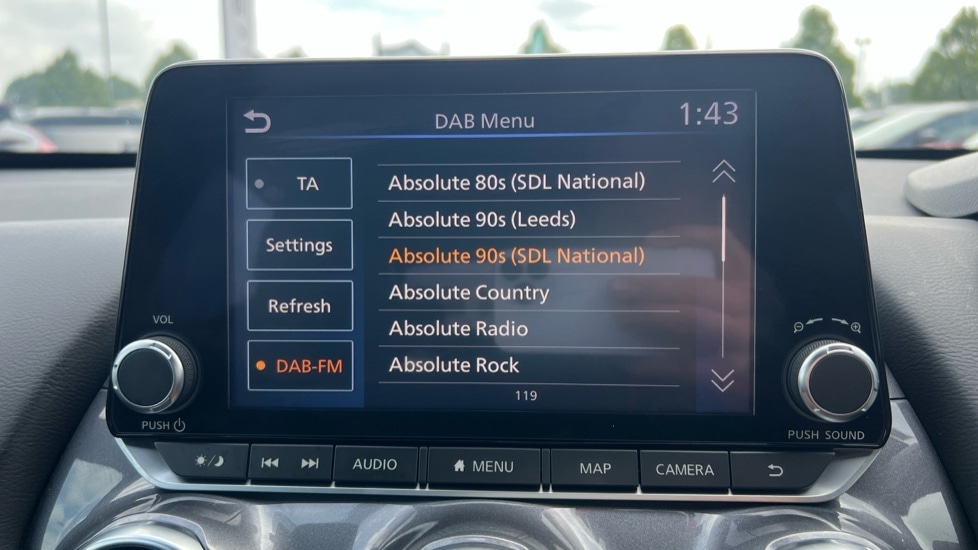 DAB Menu
1:43
TA
Settings
Refresh
DAB-FM
Absolute 80s (SDL National)
Absolute 90s (Leeds)
Absolute 90s (SDL National)
Absolute Country
Absolute Radio
Absolute Rock
119
VOL
PUSH
PUSH SOUND
AUDIO
MENU
MAP
CAMERA